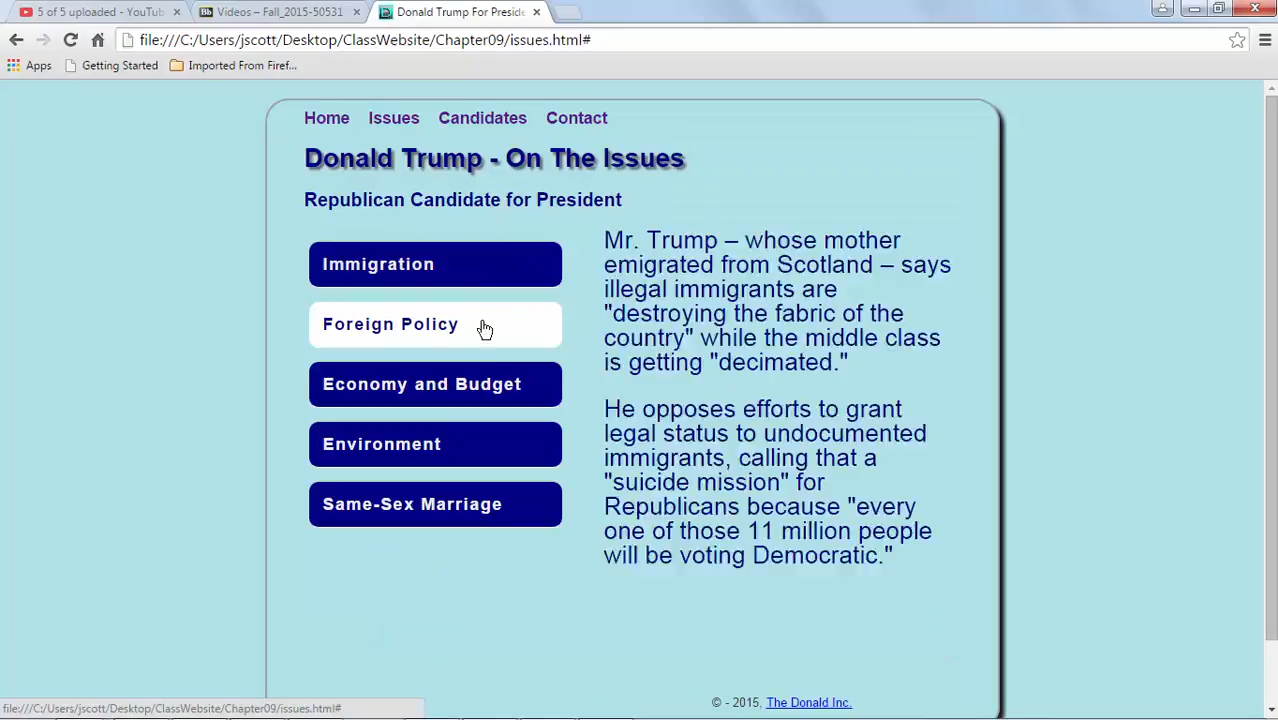 5 of 5 uploaded - YouTub
Videos – Fall_2015-50531
Donald Trump For Preside
file:///C:/Users/jscott/Desktop/ClassWebsite/Chapter09/issues.html#
Apps
Getting Started
Imported From Firef...
Home Issues Candidates Contact
Donald Trump - On The Issues
Republican Candidate for President
Immigration
Foreign Policy
Economy and Budget
Environment
Same-Sex Marriage
Mr. Trump – whose mother
emigrated from Scotland – says
illegal immigrants are
"destroying the fabric of the
country" while the middle class
is getting "decimated."
He opposes efforts to grant
legal status to undocumented
immigrants, calling that a
"suicide mission" for
Republicans because "every
one of those 11 million people
will be voting Democratic."
© - 2015, The Donald Inc.
file:///C:/Users/jscott/Desktop/ClassWebsite/Chapter09/issues.html#